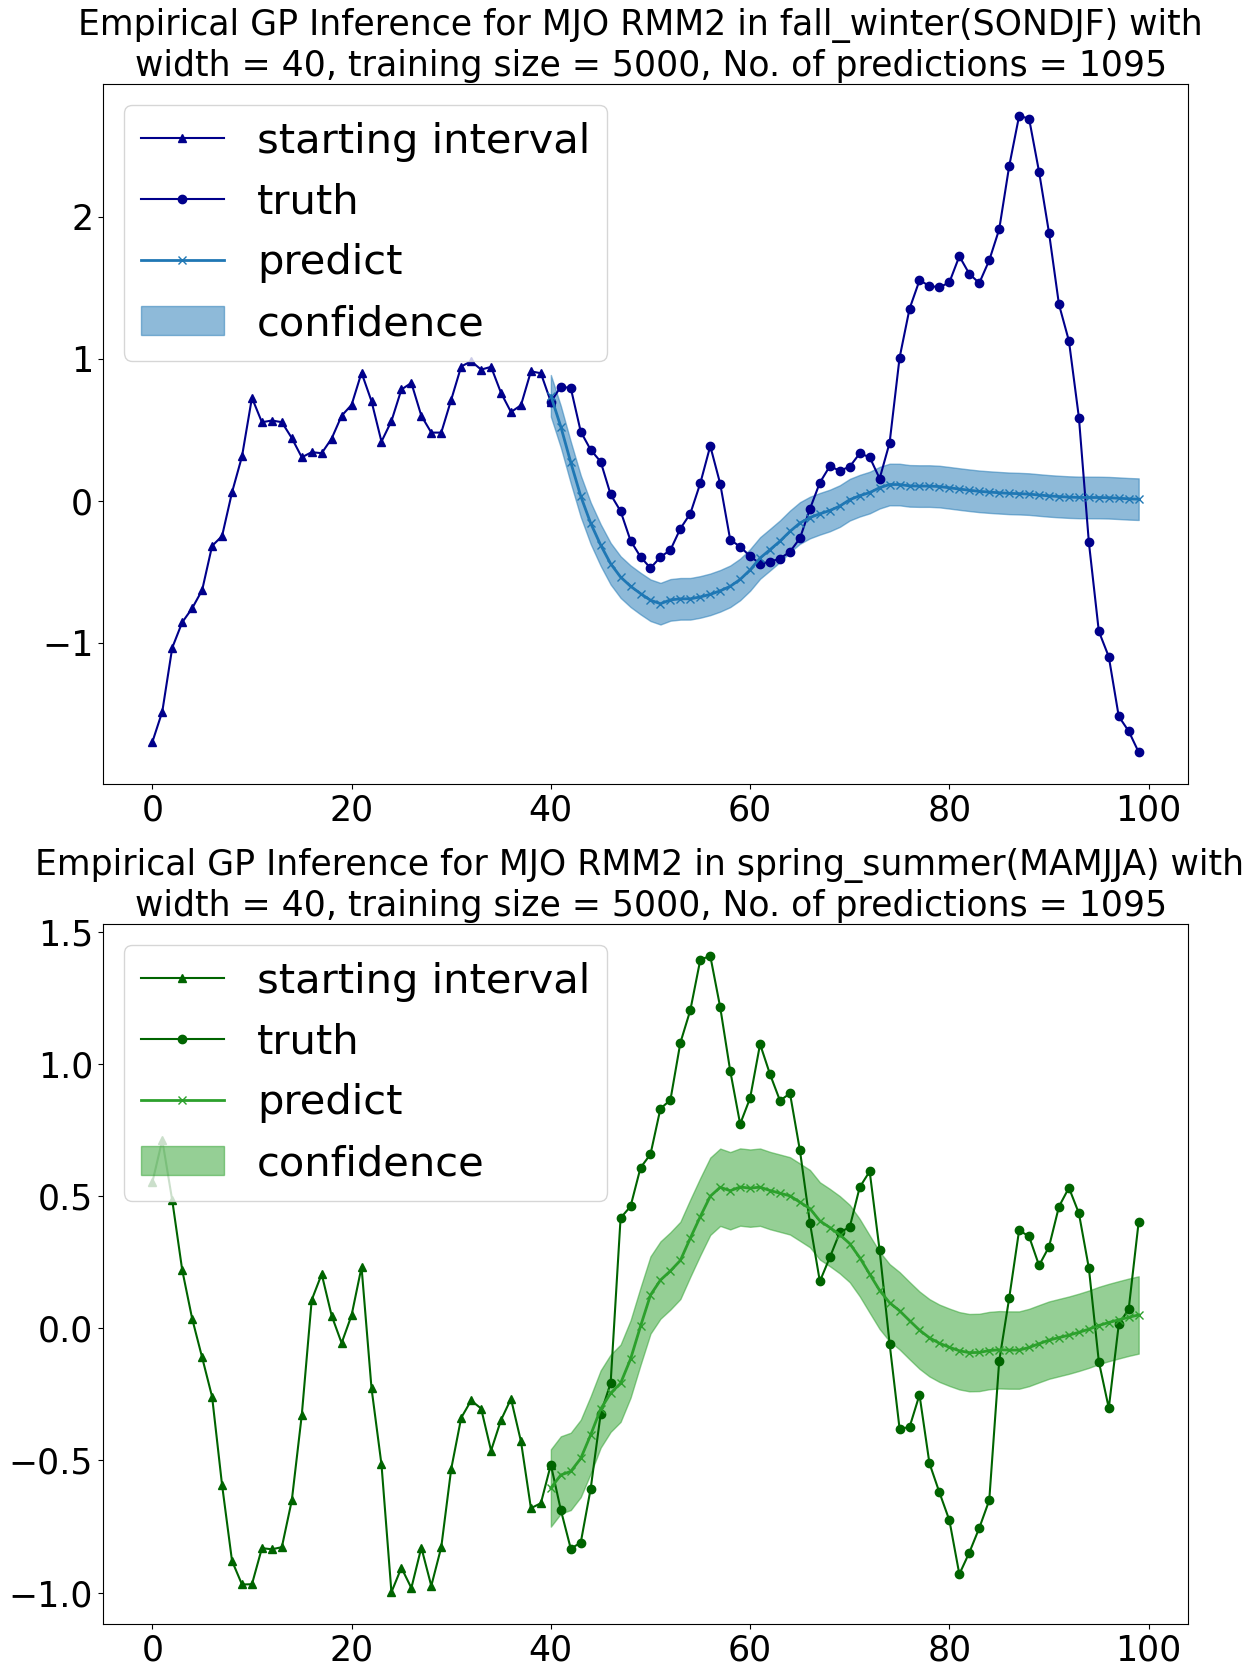 Empirical GP Inference for MJO RMM2 in fall_winter(SONDJF) with
width = 40, training size = 5000, No. of predictions = 1095
starting interval
truth
predict
confidence
2
1
0
−1
0 20 40 60 80 100
Empirical GP Inference for MJO RMM2 in spring_summer(MAMJJA) with
width = 40, training size = 5000, No. of predictions = 1095
starting interval
truth
predict
confidence
1.5
1.0
0.5
0.0
−0.5
−1.0
0 20 40 60 80 100